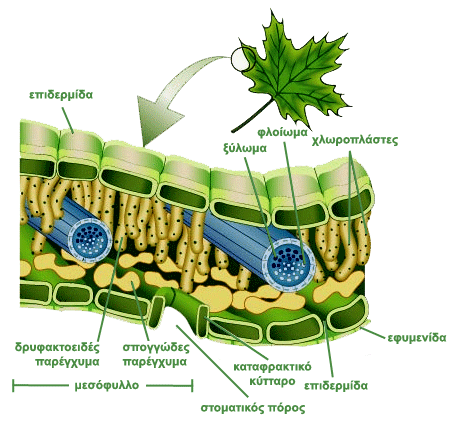 επιδερμίδα
φλοίωμα
ξύλωμα
χλωροπλάστες
δρυφακτοειδές
παρέγχυμα
σπογγώδες
παρέγχυμα
καταφρακτικό
κύτταρο
εφυμενίδα
επιδερμίδα
μεσόφυλλο
στοματικός πόρος